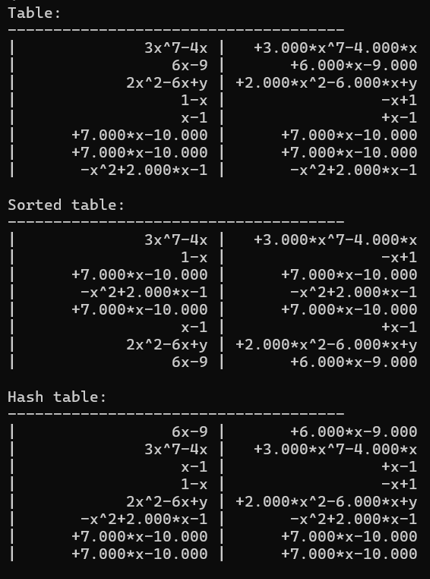 Table:
-------------------------------------
|              3x^7-4x |   +3.000*x^7-4.000*x
|                 6x-9 |       +6.000*x-9.000
|            2x^2-6x+y | +2.000*x^2-6.000*x+y
|                  1-x |                 -x+1
|                  x-1 |                 +x-1
|      +7.000*x-10.000 |      +7.000*x-10.000
|      +7.000*x-10.000 |      +7.000*x-10.000
|       -x^2+2.000*x-1 |       -x^2+2.000*x-1
Sorted table:
-------------------------------------
|              3x^7-4x |   +3.000*x^7-4.000*x
|                  1-x |                 -x+1
|      +7.000*x-10.000 |      +7.000*x-10.000
|       -x^2+2.000*x-1 |       -x^2+2.000*x-1
|      +7.000*x-10.000 |      +7.000*x-10.000
|                  x-1 |                 +x-1
|            2x^2-6x+y | +2.000*x^2-6.000*x+y
|                 6x-9 |       +6.000*x-9.000
Hash table:
-------------------------------------
|                 6x-9 |       +6.000*x-9.000
|              3x^7-4x |   +3.000*x^7-4.000*x
|                  x-1 |                 +x-1
|                  1-x |                 -x+1
|            2x^2-6x+y | +2.000*x^2-6.000*x+y
|       -x^2+2.000*x-1 |       -x^2+2.000*x-1
|      +7.000*x-10.000 |      +7.000*x-10.000
|      +7.000*x-10.000 |      +7.000*x-10.000